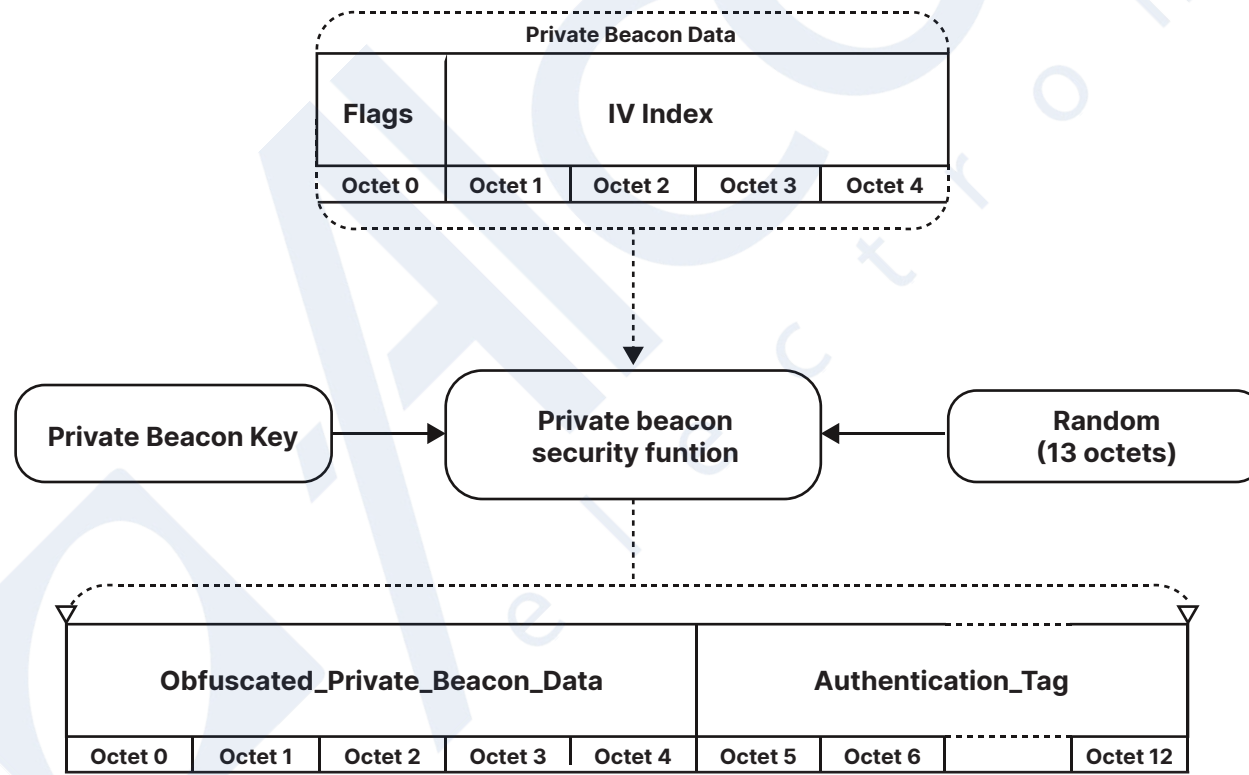 Private Beacon Data
Flags
IV Index
Octet 0
Octet 1
Octet 2
Octet 3
Octet 4
Private Beacon Key
Private beacon
security funtion
Random
(13 octets)
Obfuscated_Private_Beacon_Data
Authentication_Tag
Octet 0
Octet 1
Octet 2
Octet 3
Octet 4
Octet 5
Octet 6
Octet 12